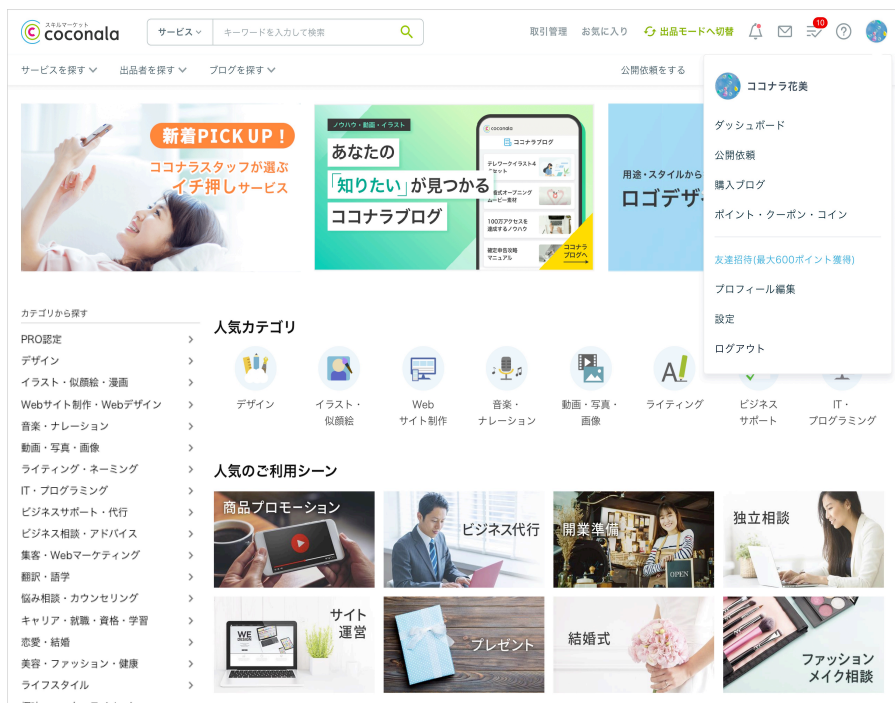 スキルマーケット
coconala
サービス
キーワードを入力して検索
取引管理
お気に入り
出品モードへ切替
10
サービスを探す
出品者を探す
ブログを探す
公開依頼をする
ココナラ花美
ダッシュボード
公開依頼
購入ブログ
ポイント・クーポン・コイン
友達招待(最大600ポイント獲得)
プロフィール編集
設定
ログアウト
新着PICK UP！
ココナラスタッフが選ぶ
イチ押しサービス
ノウハウ・動画・イラスト
あなたの
「知りたい」が見つかる
ココナラブログ
coconala
ココナラブログ
テレワークイラスト4
セット
オープニング
ムービー素材
100万アクセスを
達成するノウハウ
確定申告攻略
マニュアル
ココナラ
ブログへ
用途・スタイルから
ロゴデザ
カテゴリから探す
PRO認定
デザイン
イラスト・似顔絵・漫画
Webサイト制作・Webデザイン
音楽・ナレーション
動画・写真・画像
ライティング・ネーミング
IT・プログラミング
ビジネスサポート・代行
ビジネス相談・アドバイス
集客・Webマーケティング
翻訳・語学
悩み相談・カウンセリング
キャリア・就職・資格・学習
恋愛・結婚
美容・ファッション・健康
ライフスタイル
人気カテゴリ
デザイン
イラスト・
似顔絵
Web
サイト制作
音楽・
ナレーション
動画・写真・
画像
ライティング
ビジネス
サポート
IT・
プログラミング
人気のご利用シーン
商品プロモーション
ビジネス代行
開業準備
OPEN
独立相談
WE
サイト
運営
プレゼント
結婚式
ファッション
メイク相談